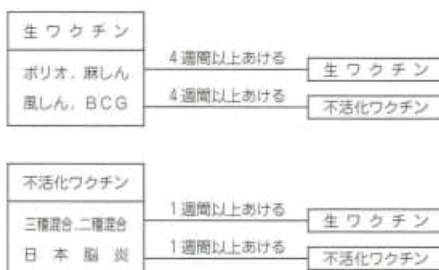 生ワクチン
ポリオ、麻しん
風しん、BCG
4週間以上あける
生ワクチン
4週間以上あける
不活化ワクチン
不活化ワクチン
三種混合、二種混合
日本脳炎
1週間以上あける
生ワクチン
1週間以上あける
不活化ワクチン